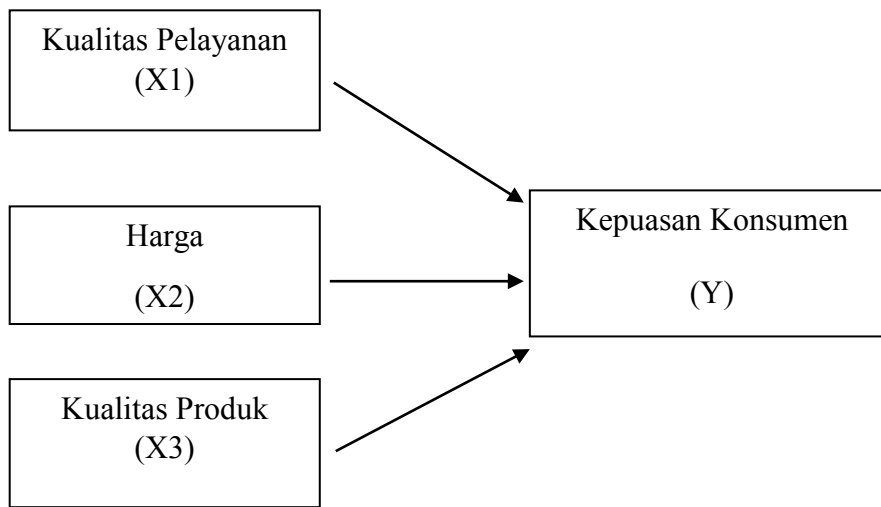 Kualitas Pelayanan
(X1)
Harga
(X2)
Kualitas Produk
(X3)
Kepuasan Konsumen
(Y)